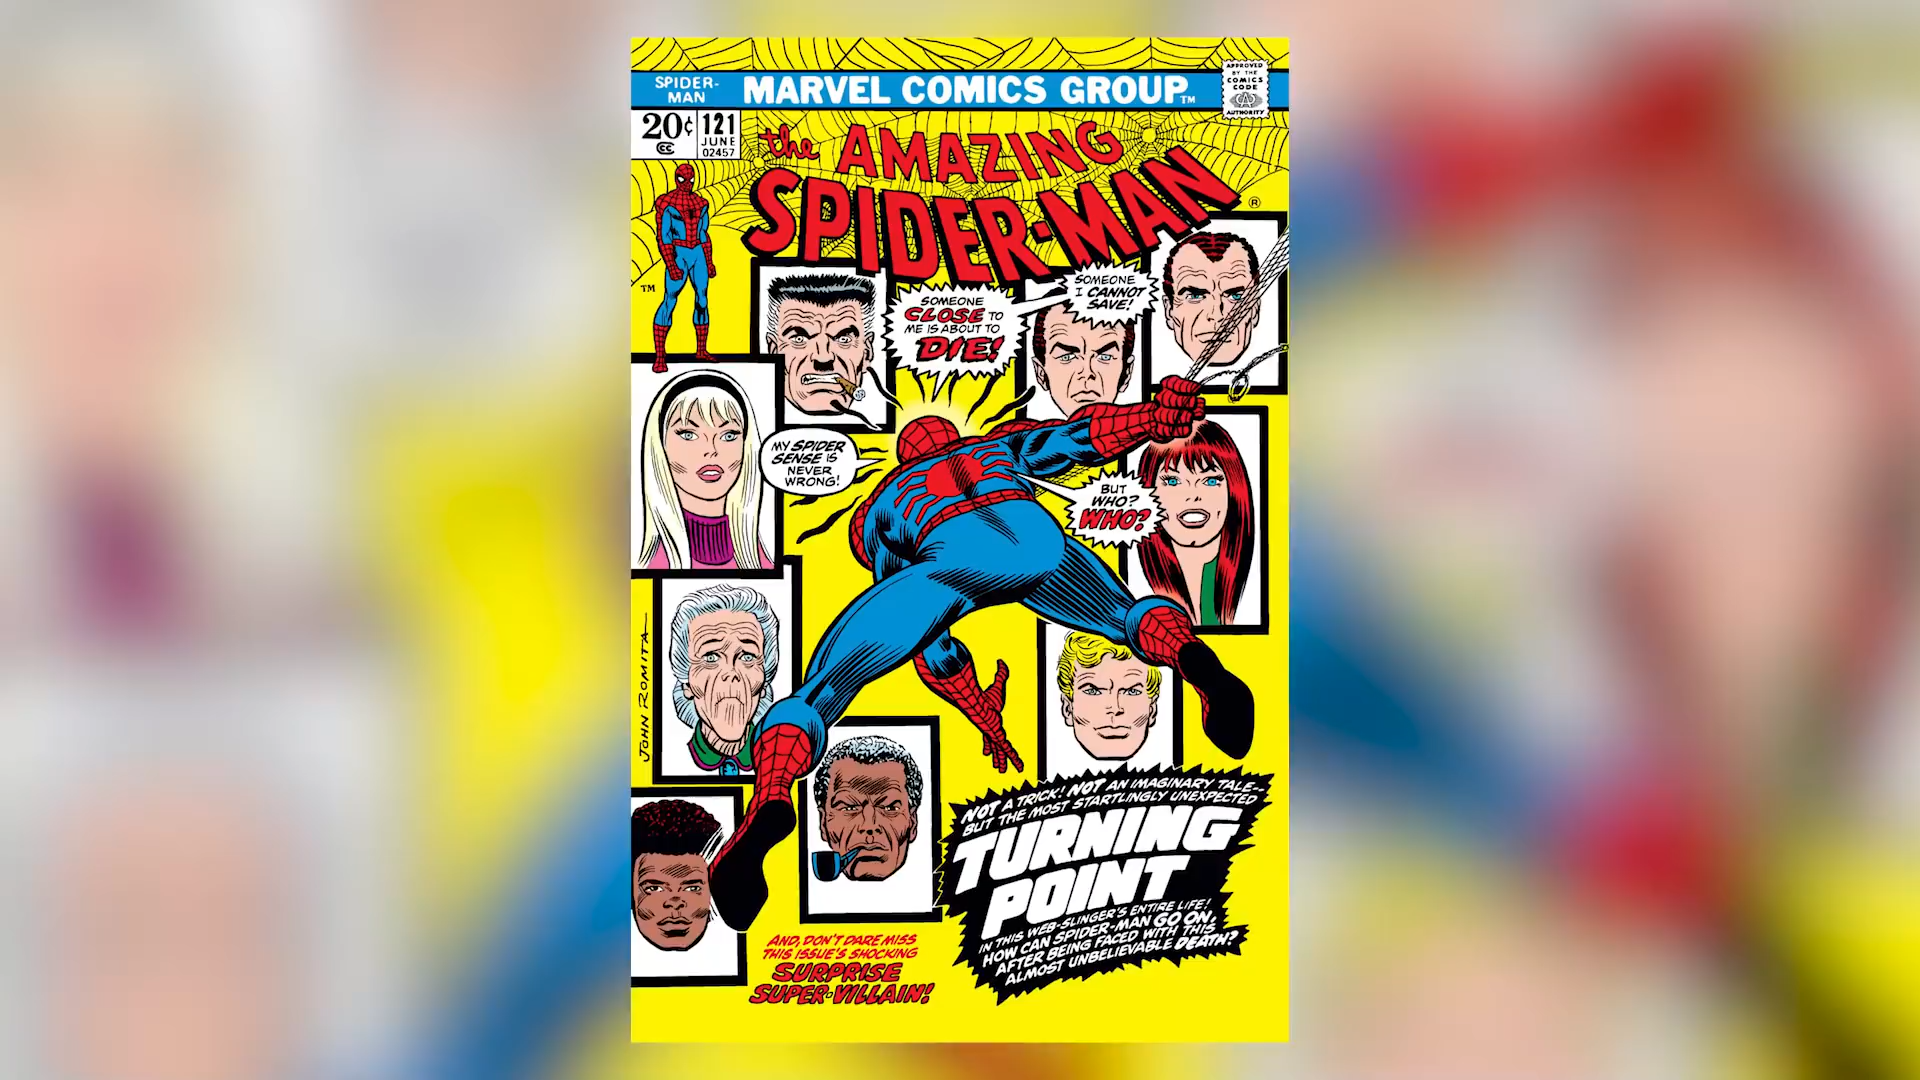 SPIDER-
MAN
MARVEL COMICS GROUP™
APPROVED
BY THE
COMICS
CODE
CA
AUTHORITY
20¢
CC
121
JUNE
02457
the AMAZING
SPIDER-MAN
®
TM
SOMEONE
CLOSE TO
ME IS ABOUT TO
DIE!
SOMEONE
I CANNOT
SAVE!
MY SPIDER
SENSE IS
NEVER
WRONG!
BUT
WHO?
WHO?
JOHN ROMITA
NOT A TRICK! NOT AN IMAGINARY TALE--
BUT THE MOST STARTLINGLY UNEXPECTED
TURNING
POINT
IN THIS WEB-SLINGER'S ENTIRE LIFE!
HOW CAN SPIDER-MAN GO ON,
AFTER BEING FACED WITH THIS
ALMOST UNBELIEVABLE DEATH?
AND, DON'T DARE MISS
THIS ISSUE'S SHOCKING
SURPRISE
SUPER-VILLAIN!